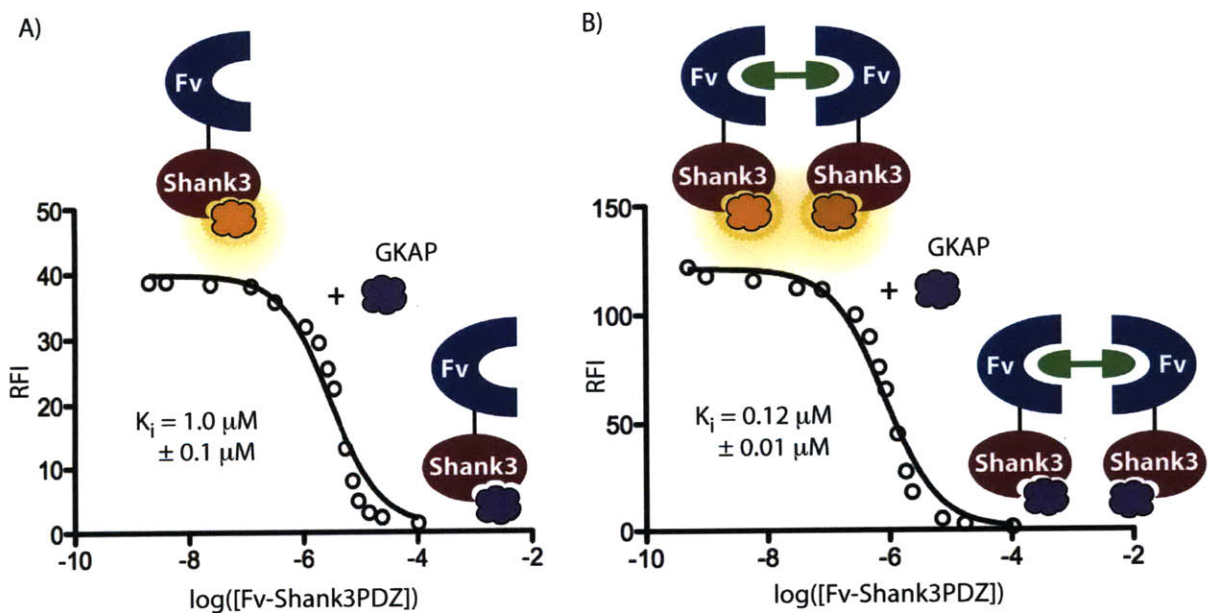 A)
Fv
Shank3
50
40
30
20
10
0
RFI
GKAP
+
Fv
Shank3
Ki = 1.0 µM
± 0.1 µM
-10
-8
-6
-4
-2
log([Fv-Shank3PDZ])
B)
Fv
Fv
Shank3
Shank3
150
100
50
0
RFI
GKAP
+
Fv
Fv
Shank3
Shank3
Ki = 0.12 µM
± 0.01 µM
-10
-8
-6
-4
-2
log([Fv-Shank3PDZ])